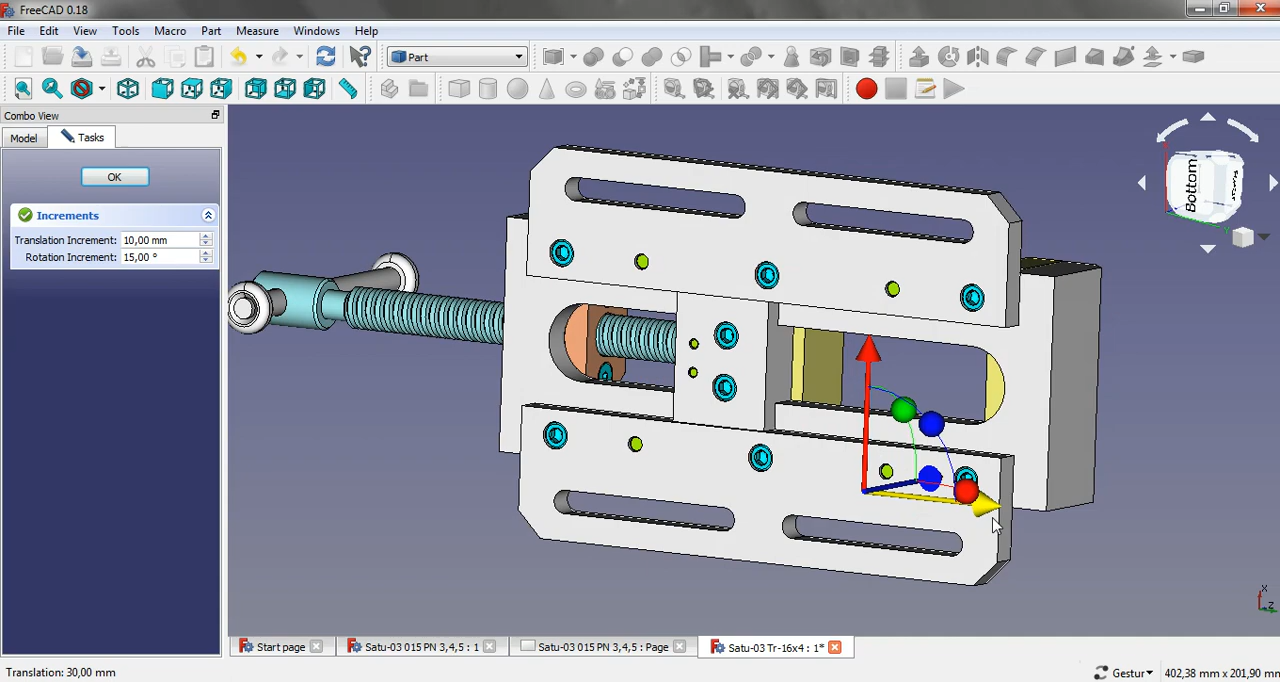 FreeCAD 0.18
File Edit View Tools Macro Part Measure Windows Help
Part
Combo View
Model Tasks
OK
Increments
Translation Increment: 10,00 mm
Rotation Increment: 15,00 °
Bottom
Y
X
Z
Start page Satu-03 015 PN 3,4,5 : 1 Satu-03 015 PN 3,4,5 : Page Satu-03 Tr-16x4 : 1*
Translation: 30,00 mm Gestur 402,38 mm x 201,90 mm